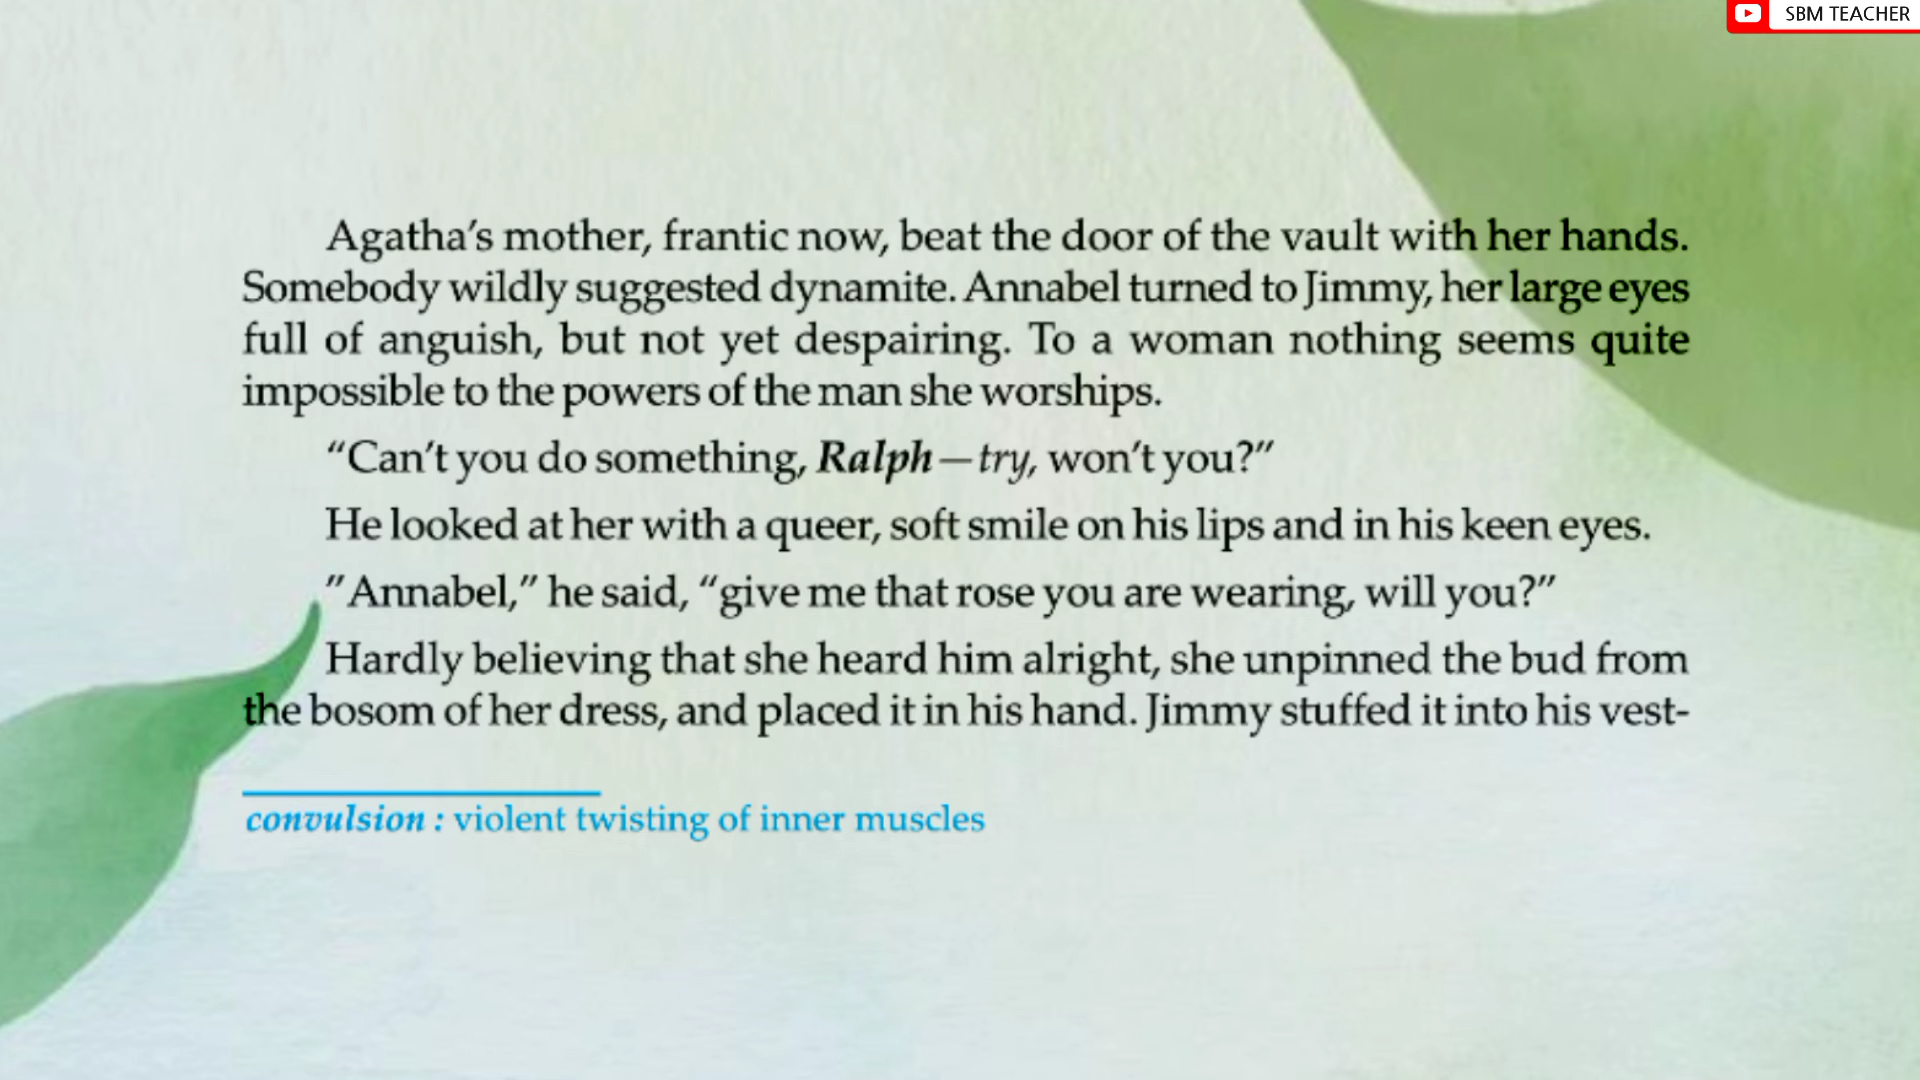 SBM TEACHER
Agatha's mother, frantic now, beat the door of the vault with her hands.
Somebody wildly suggested dynamite. Annabel turned to Jimmy, her large eyes
full of anguish, but not yet despairing. To a woman nothing seems quite
impossible to the powers of the man she worships.
“Can't you do something, Ralph—try, won't you?”
He looked at her with a queer, soft smile on his lips and in his keen eyes.
”Annabel,” he said, “give me that rose you are wearing, will you?”
Hardly believing that she heard him alright, she unpinned the bud from
the bosom of her dress, and placed it in his hand. Jimmy stuffed it into his vest-
convulsion : violent twisting of inner muscles